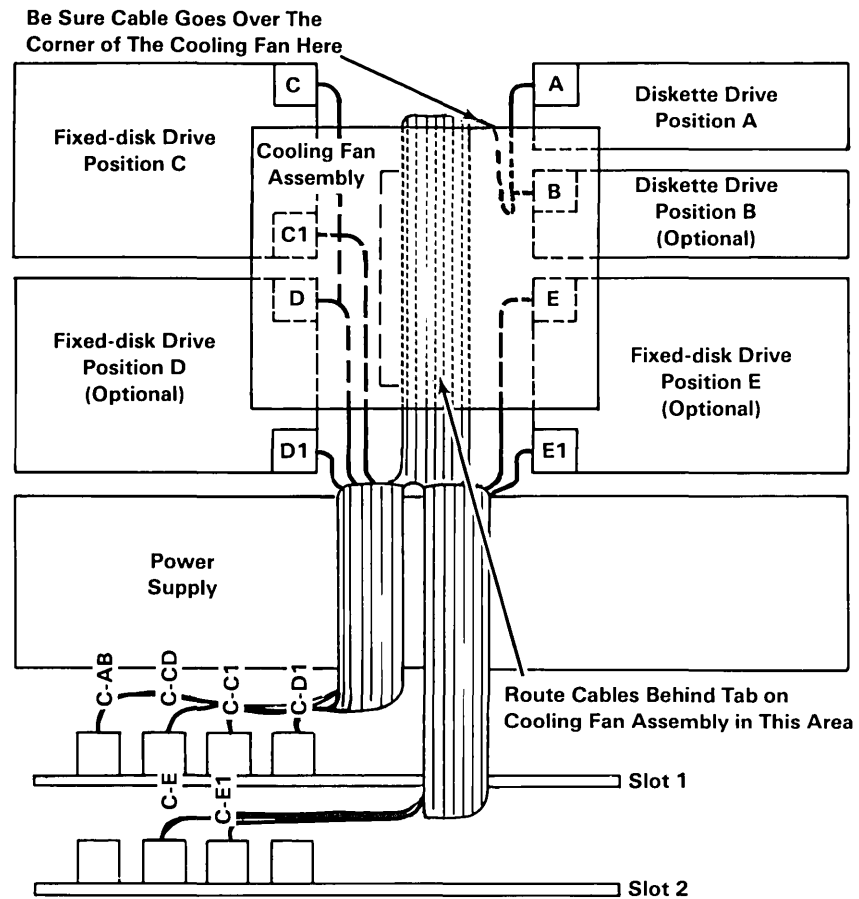 Be Sure Cable Goes Over The
Corner of The Cooling Fan Here
C
A
Fixed-disk Drive
Position C
Diskette Drive
Position A
Cooling Fan
Assembly
B
Diskette Drive
Position B
(Optional)
C1
D
E
Fixed-disk Drive
Position D
(Optional)
Fixed-disk Drive
Position E
(Optional)
D1
E1
Power
Supply
C-AB
C-CD
C-C1
C-D1
Route Cables Behind Tab on
Cooling Fan Assembly in This Area
Slot 1
C-E
C-E1
Slot 2